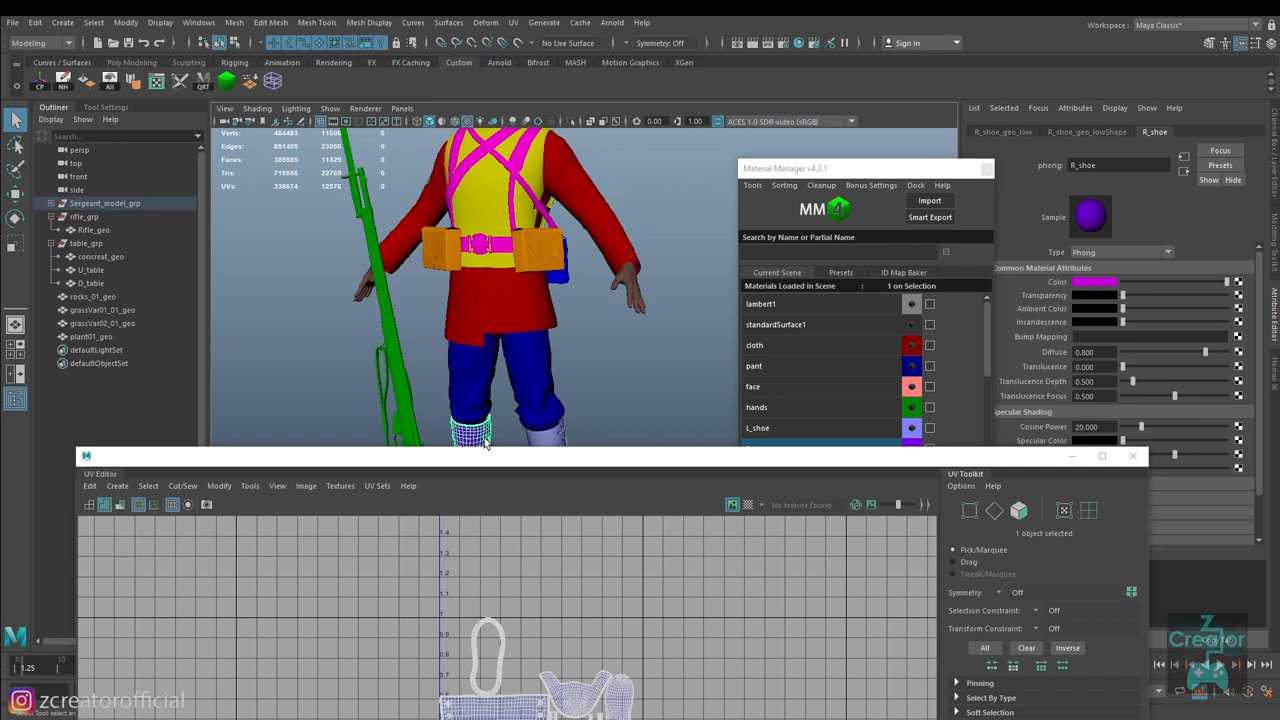 File Edit Create Select Modify Display Windows Mesh Edit Mesh Mesh Tools Mesh Display Curves Surfaces Deform UV Generate Cache Arnold Help
Workspace : Maya Classic*
Modeling No Live Surface Symmetry: Off Sign In
Curves / Surfaces Poly Modeling Sculpting Rigging Animation Rendering FX FX Caching Custom Arnold Bifrost MASH Motion Graphics XGen
CP NH All QRT
Outliner Tool Settings
Display Show Help
Search...
persp
top
front
side
Sergeant_model_grp
rifle_grp
Rifle_geo
table_grp
concreat_geo
U_table
D_table
rocks_01_geo
grassVar01_01_geo
grassVar02_01_geo
plant01_geo
defaultLightSet
defaultObjectSet
View Shading Lighting Show Renderer Panels
0.00 1.00 ACES 1.0 SDR-video (sRGB)
Verts: 484483 11606 0
Edges: 851405 23050 0
Faces: 385685 11429 0
Tris: 719556 22769 0
UVs: 338674 12576 0
Material Manager v4.3.1
Tools Sorting Cleanup Bonus Settings Dock Help
MM4
Import
Smart Export
Search by Name or Partial Name
Current Scene Presets ID Map Baker
Materials Loaded in Scene : 1 on Selection
lambert1
standardSurface1
cloth
pant
face
hands
L_shoe
List Selected Focus Attributes Display Show Help
R_shoe_geo_low R_shoe_geo_lowShape R_shoe
phong: R_shoe
Focus
Presets
Show Hide
Sample
Type Phong
Common Material Attributes
Color
Transparency
Ambient Color
Incandescence
Bump Mapping
Diffuse 0.800
Translucence 0.000
Translucence Depth 0.500
Translucence Focus 0.500
Specular Shading
Cosine Power 20.000
Specular Color
Channel Box / Layer Editor
Modeling Toolkit
Attribute Editor
Human IK
UV Editor
Edit Create Select Cut/Sew Modify Tools View Image Textures UV Sets Help
No texture found
1.4
1.3
1.2
1.1
1
0.9
0.8
0.7
UV Toolkit
Options Help
1 object selected
Pick/Marquee
Drag
Tweak/Marquee
Symmetry: Off
Selection Constraint: Off
Transform Constraint: Off
All Clear Inverse
Pinning
Select By Type
Soft Selection
1.25 10
Z
CreaTor
zcreatorofficial